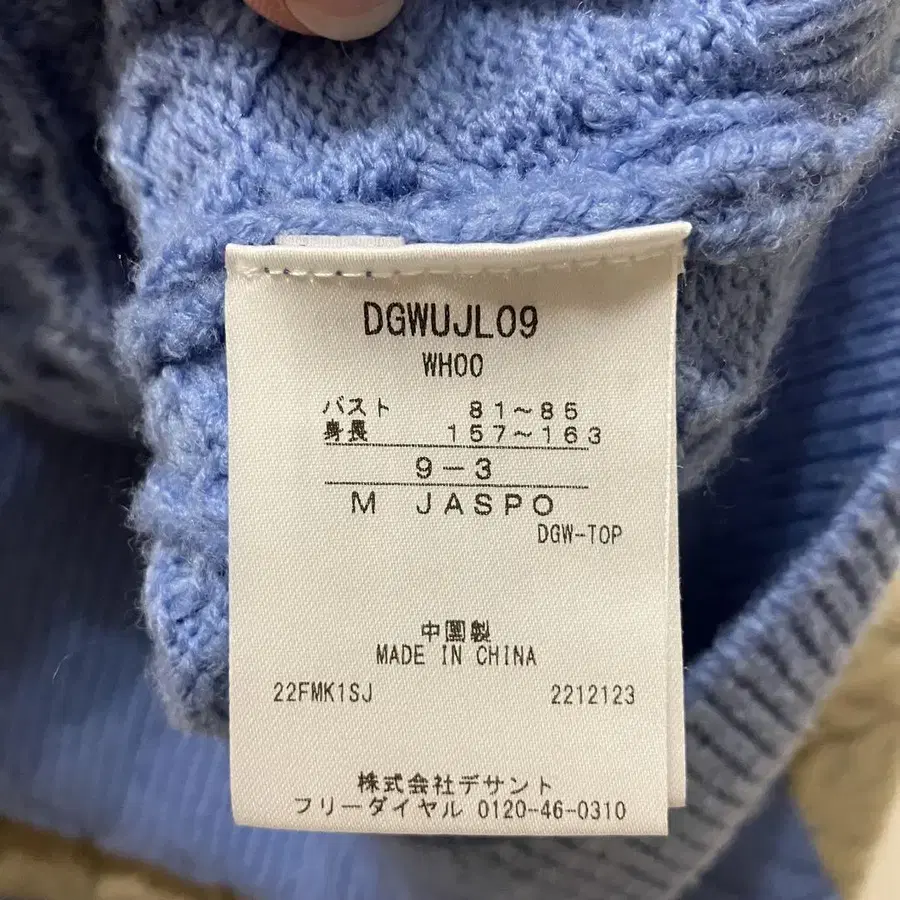 DGWUJL09
WH00
バスト 81～85
身長 157～163
9-3
M JASPO
DGW-TOP
中国製
MADE IN CHINA
22FMK1SJ 2212123
株式会社デサント
フリーダイヤル 0120-46-0310